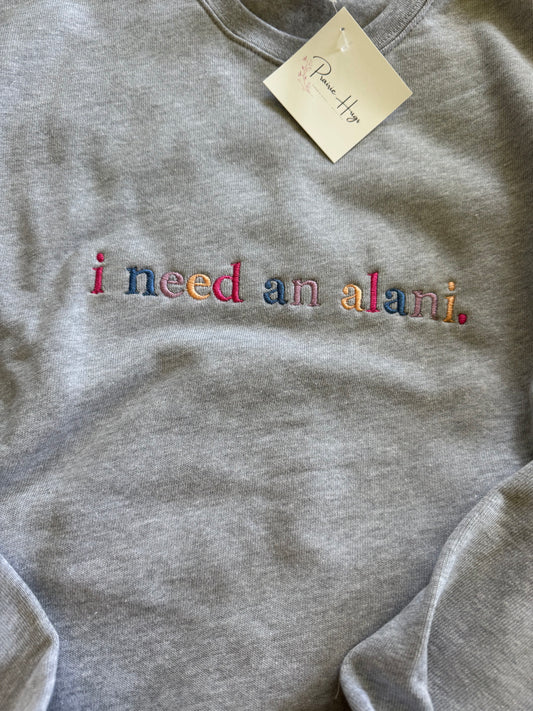 Prairie Hugs
i need an alani.